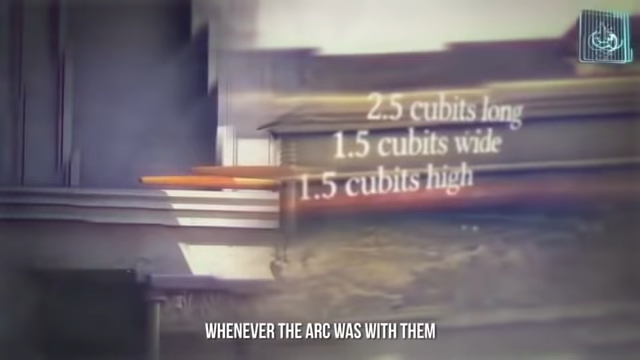 2.5 cubits long
1.5 cubits wide
1.5 cubits high
WHENEVER THE ARC WAS WITH THEM